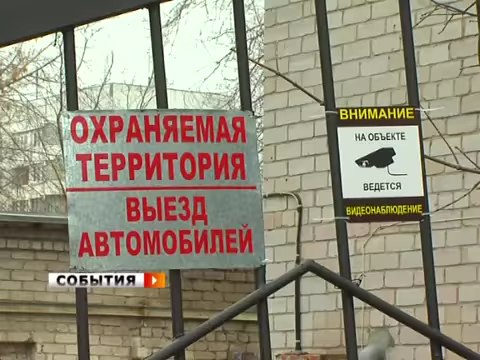 ОХРАНЯЕМАЯ
ТЕРРИТОРИЯ
ВЫЕЗД
АВТОМОБИЛЕЙ
ВНИМАНИЕ
НА ОБЪЕКТЕ
ВЕДЕТСЯ
ВИДЕОНАБЛЮДЕНИЕ
СОБЫТИЯ